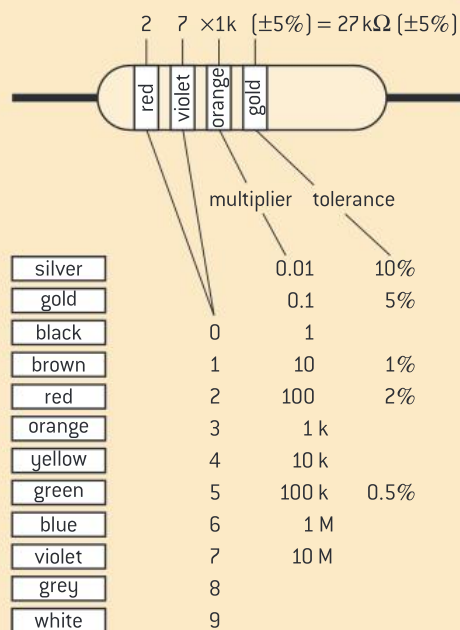 2 7 ×1k (±5%) = 27 kΩ (±5%)
red violet orange gold
multiplier tolerance
silver 0.01 10%
gold 0.1 5%
black 0 1
brown 1 10 1%
red 2 100 2%
orange 3 1 k
yellow 4 10 k
green 5 100 k 0.5%
blue 6 1 M
violet 7 10 M
grey 8
white 9